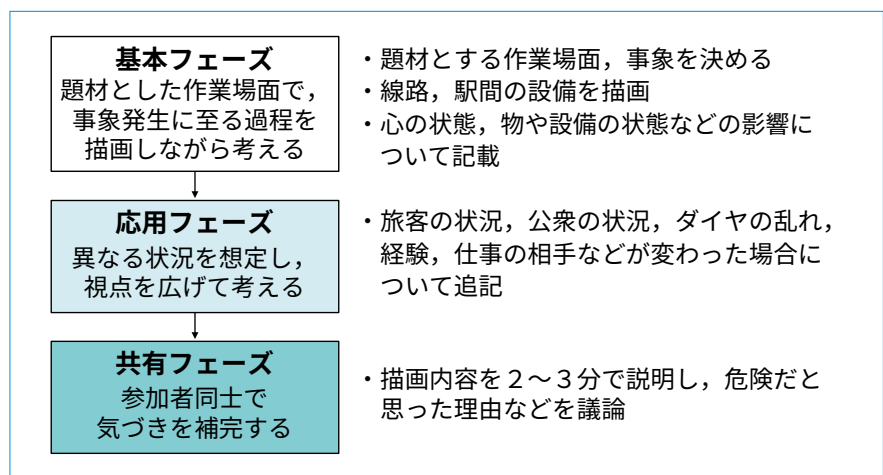 基本フェーズ
題材とした作業場面で，
事象発生に至る過程を
描画しながら考える
・題材とする作業場面，事象を決める
・線路，駅間の設備を描画
・心の状態，物や設備の状態などの影響に
ついて記載
応用フェーズ
異なる状況を想定し，
視点を広げて考える
・旅客の状況，公衆の状況，ダイヤの乱れ，
経験，仕事の相手などが変わった場合に
ついて追記
共有フェーズ
参加者同士で
気づきを補完する
・描画内容を２～３分で説明し，危険だと
思った理由などを議論